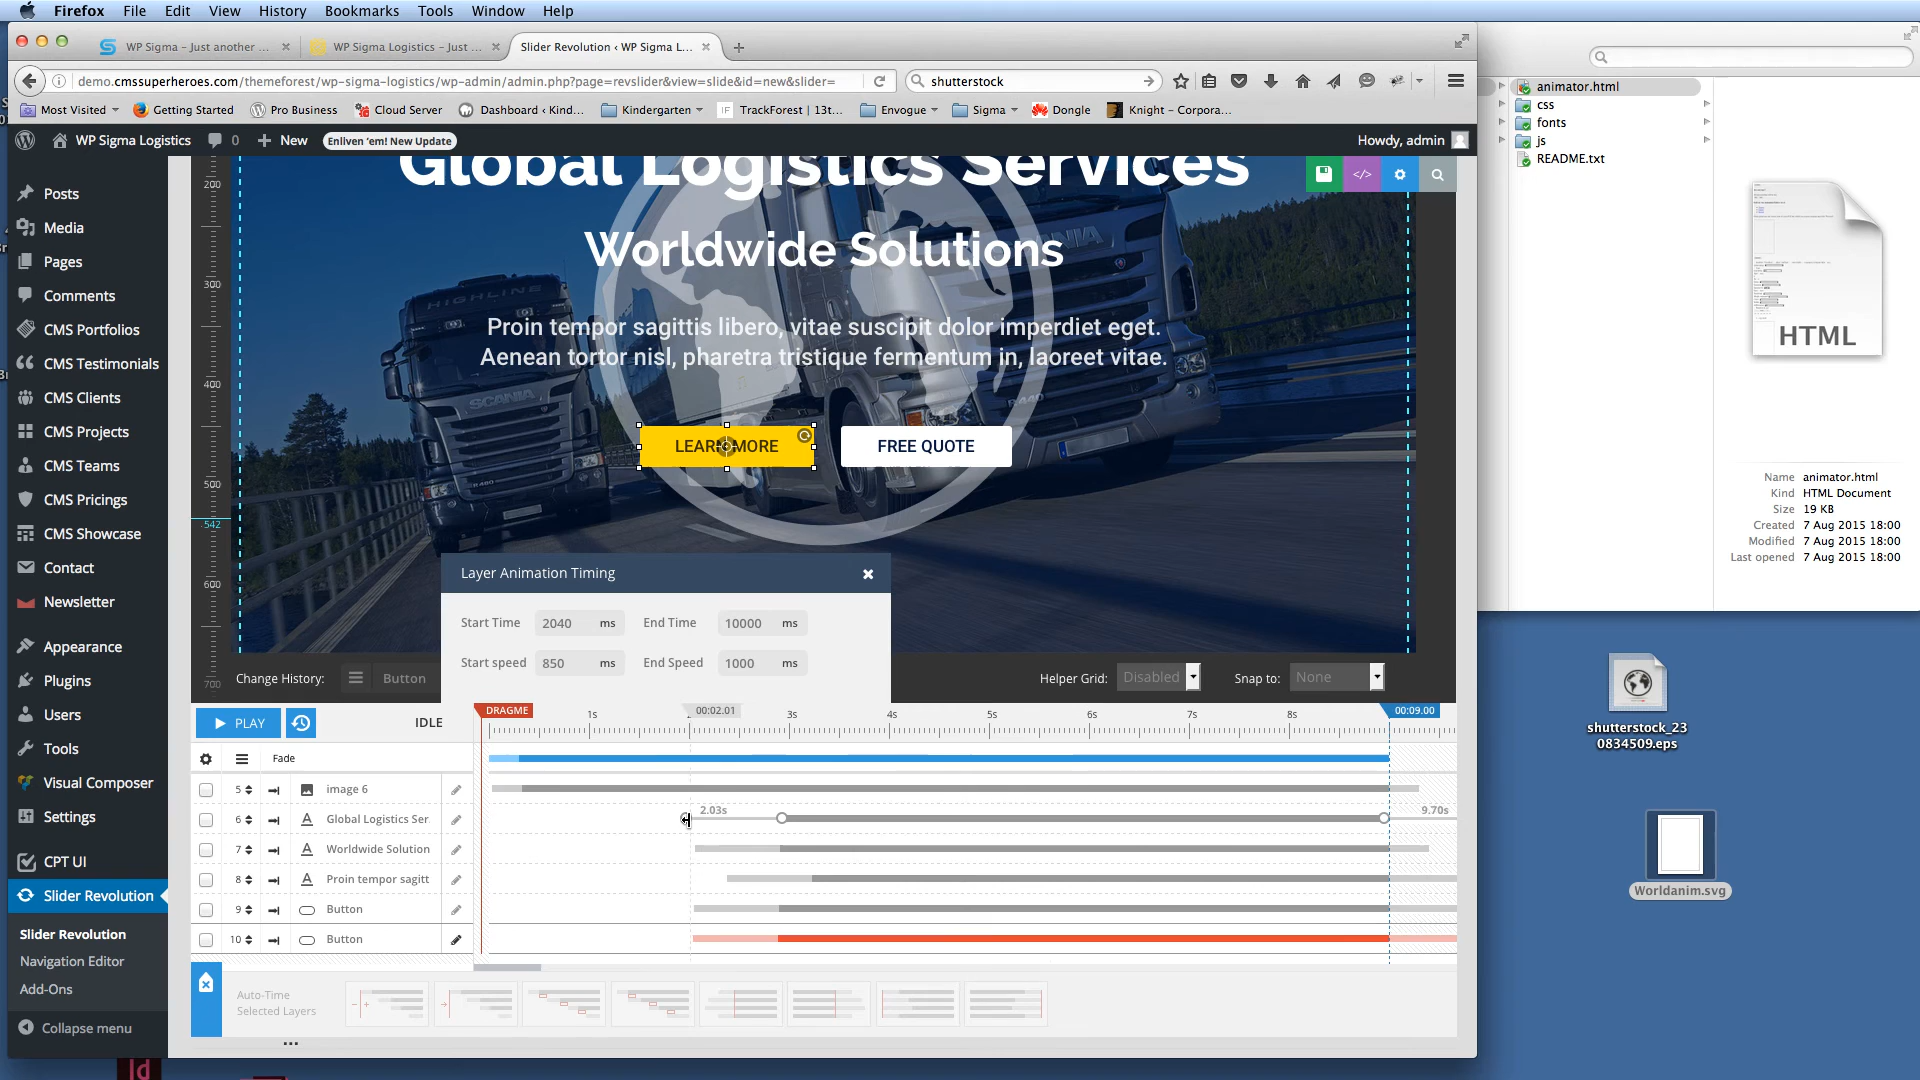 Firefox File Edit View History Bookmarks Tools Window Help
WP Sigma – Just another ...
WP Sigma Logistics – Just ...
Slider Revolution ‹ WP Sigma L...
demo.cmssuperheroes.com/themeforest/wp-sigma-logistics/wp-admin/admin.php?page=revslider&view=slide&id=new&slider=
shutterstock
Most Visited Getting Started Pro Business Cloud Server Dashboard ‹ Kind... Kindergarten TrackForest | 13t... Envogue Sigma Dongle Knight – Corpora...
WP Sigma Logistics 0 New Enliven 'em! New Update Howdy, admin
Posts
Media
Pages
Comments
CMS Portfolios
CMS Testimonials
CMS Clients
CMS Projects
CMS Teams
CMS Pricings
CMS Showcase
Contact
Newsletter
Appearance
Plugins
Users
Tools
Visual Composer
Settings
CPT UI
Slider Revolution
Slider Revolution
Navigation Editor
Add-Ons
Collapse menu
200
300
400
500
542
600
700
Global Logistics Services
Worldwide Solutions
Proin tempor sagittis libero, vitae suscipit dolor imperdiet eget.
Aenean tortor nisl, pharetra tristique fermentum in, laoreet vitae.
HIGHLINE
SCANIA
SCANIA
R 440
LEARN MORE
FREE QUOTE
</>
Layer Animation Timing
Start Time 2040 ms End Time 10000 ms
Start speed 850 ms End Speed 1000 ms
Change History: Button
Helper Grid: Disabled Snap to: None
PLAY IDLE
DRAGME 1s 00:02.01 3s 4s 5s 6s 7s 8s 00:09.00
Fade
5 image 6
6 Global Logistics Ser 2.03s 9.70s
7 Worldwide Solution
8 Proin tempor sagitt
9 Button
10 Button
Auto-Time
Selected Layers
...
animator.html
css
fonts
js
README.txt
HTML
Name animator.html
Kind HTML Document
Size 19 KB
Created 7 Aug 2015 18:00
Modified 7 Aug 2015 18:00
Last opened 7 Aug 2015 18:00
shutterstock_23
0834509.eps
Worldanim.svg
Id